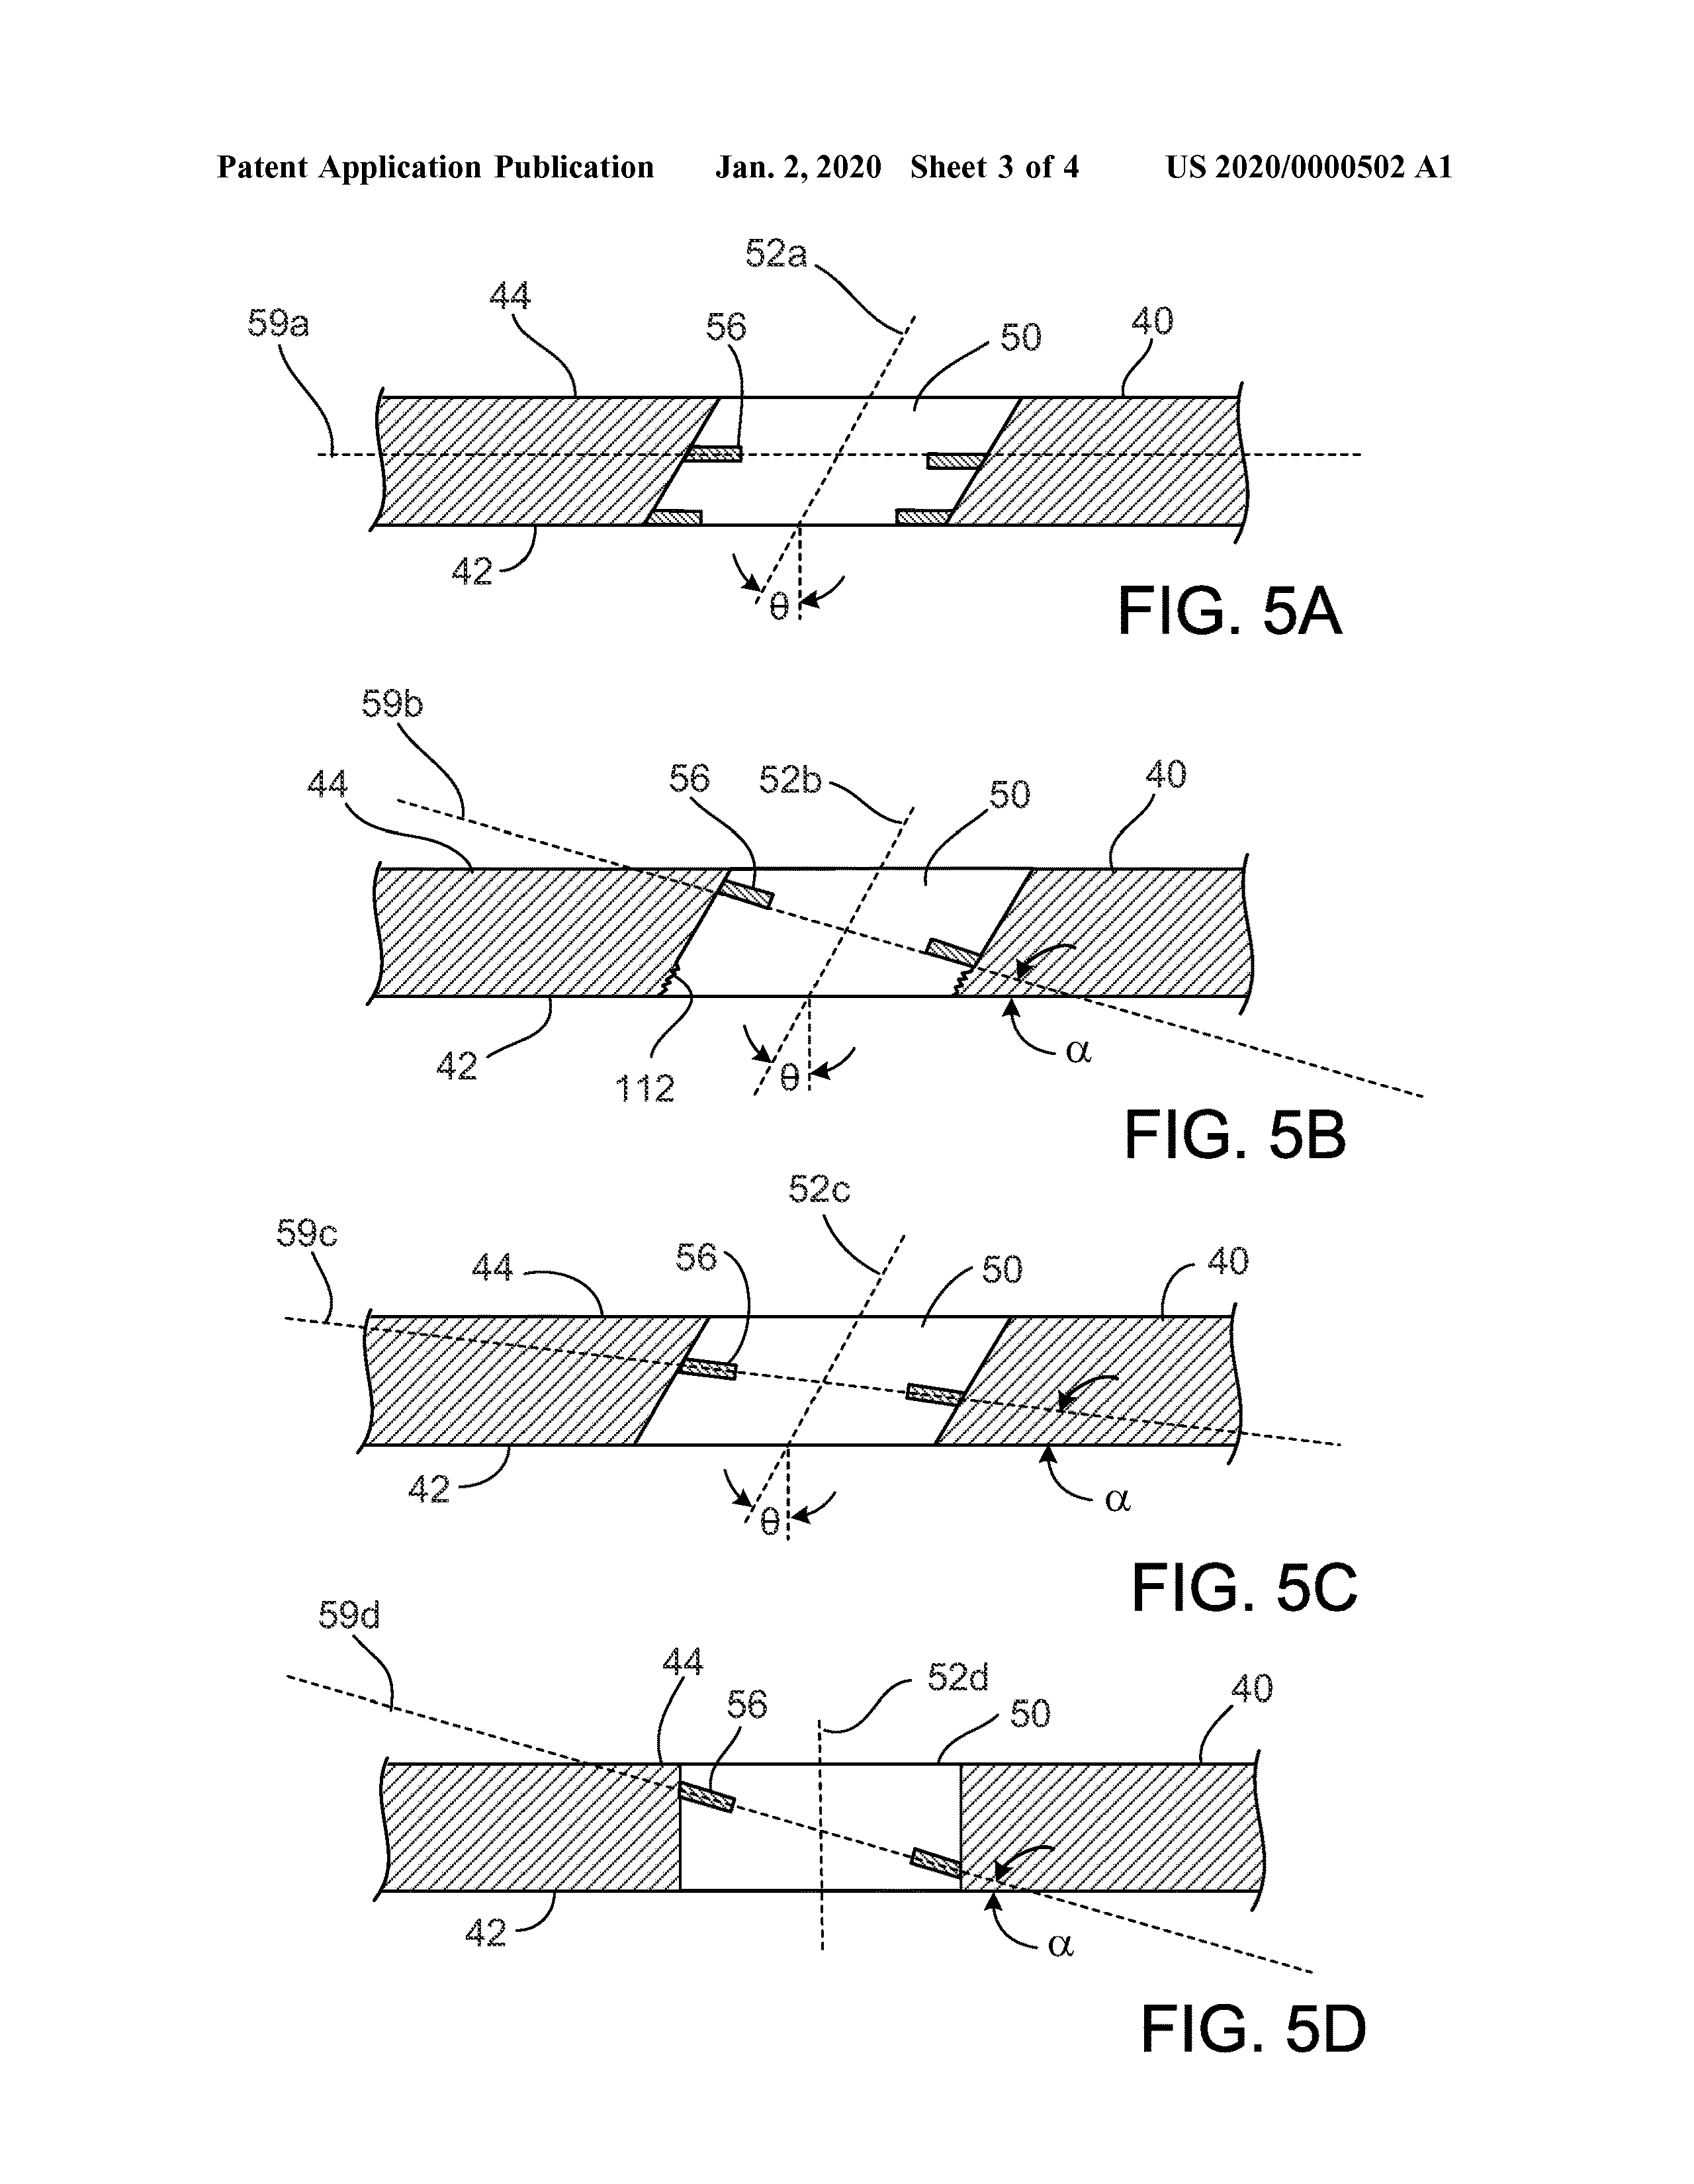 Patent Application Publication Jan. 2, 2020 Sheet 3 of 4 US 2020/0000502 A1
52a
44
59a
56
50
40
42
θ
FIG. 5A
59b
44
56
52b
50
40
42
112
θ
α
FIG. 5B
52c
59c
44
56
50
40
42
θ
α
FIG. 5C
59d
44
56
52d
50
40
42
α
FIG. 5D